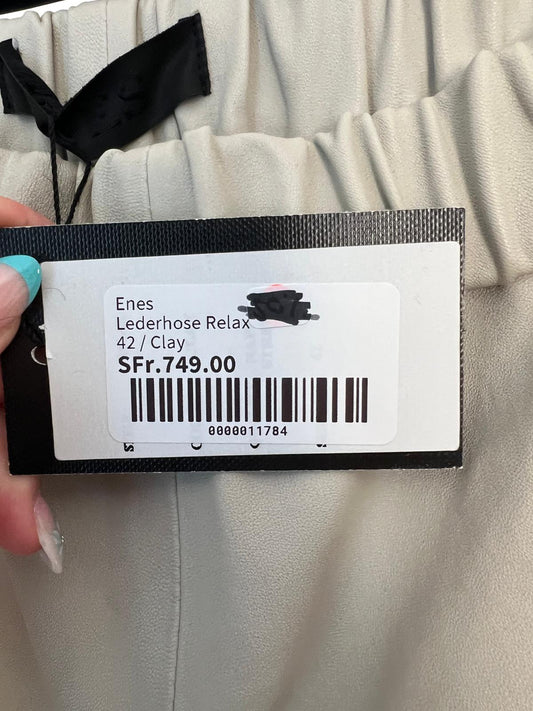 Enes
Lederhose Relax
42 / Clay
SFr.749.00
0000011784